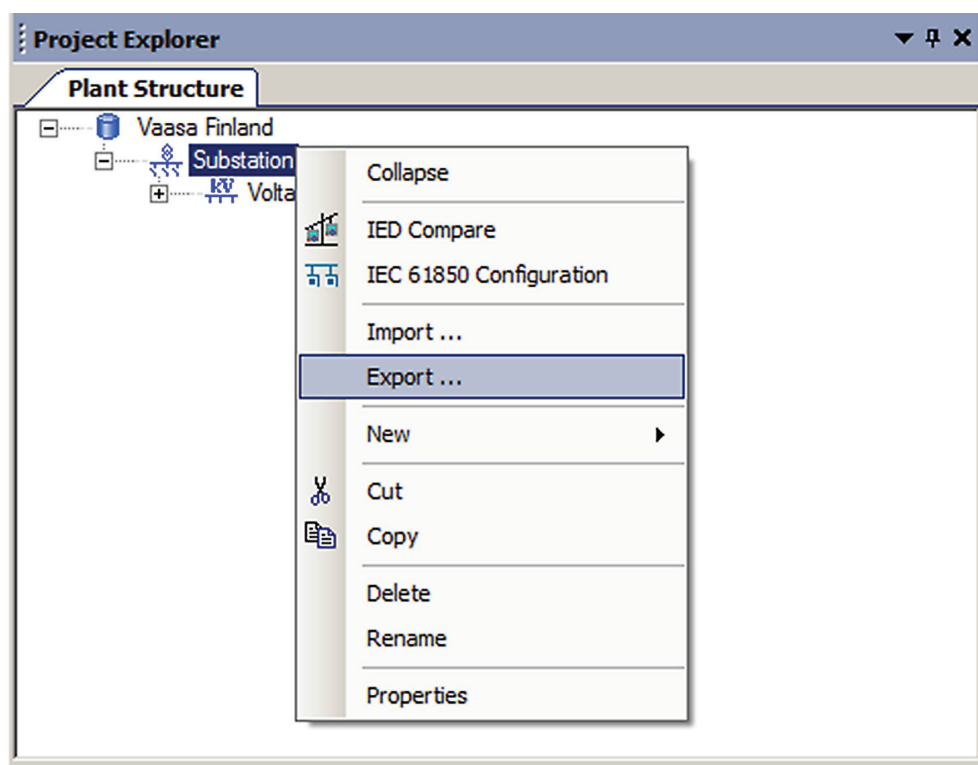 Project Explorer
Plant Structure
Vaasa Finland
Substation
KV Volta
Collapse
IED Compare
IEC 61850 Configuration
Import ...
Export ...
New
Cut
Copy
Delete
Rename
Properties